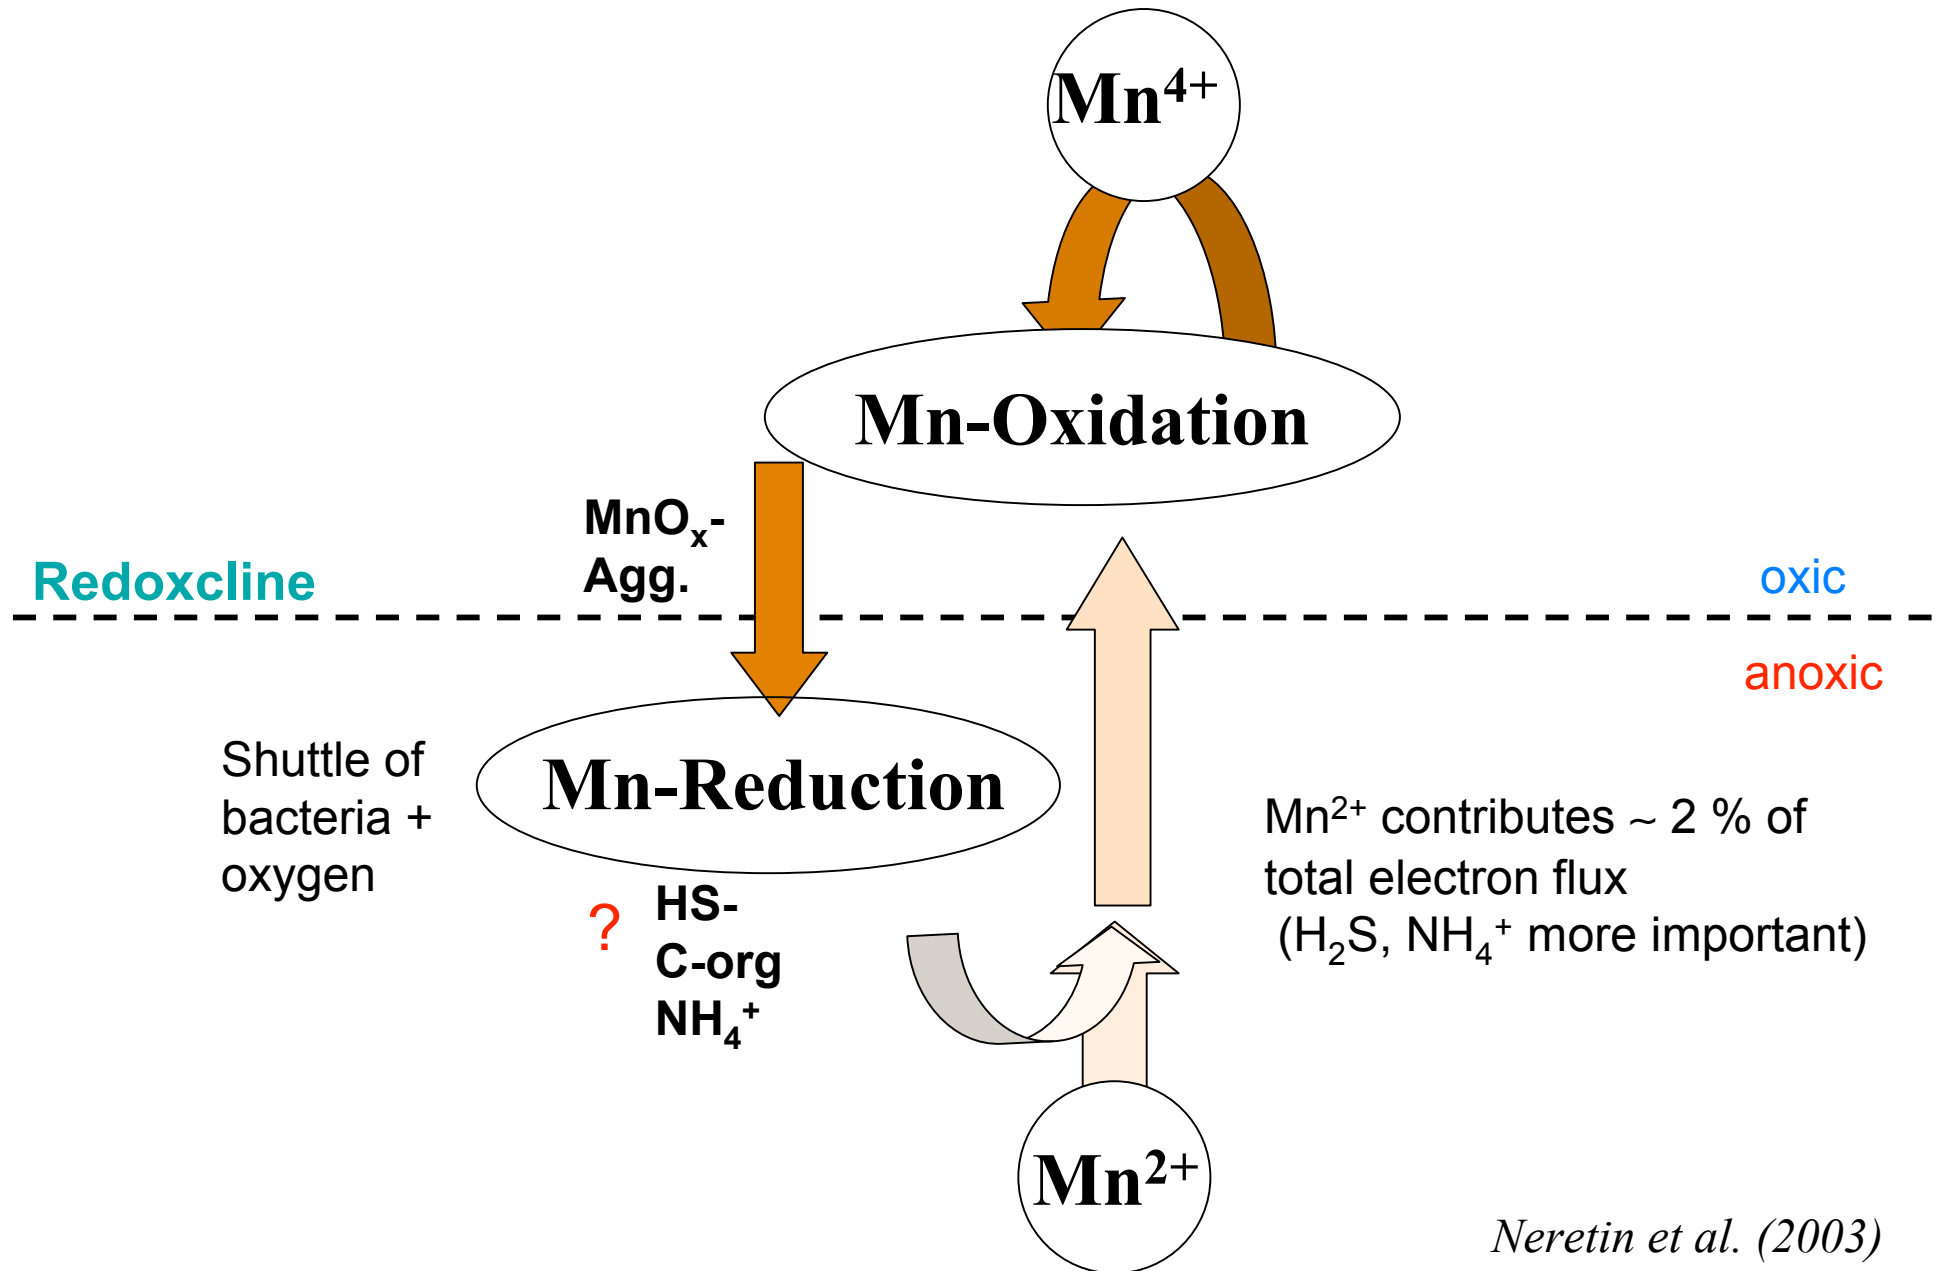 Mn⁴⁺
Mn-Oxidation
MnOₓ-
Agg.
Redoxcline
oxic
anoxic
Shuttle of
bacteria +
oxygen
Mn-Reduction
Mn²⁺ contributes ~ 2 % of
total electron flux
(H₂S, NH₄⁺ more important)
?
HS-
C-org
NH₄⁺
Mn²⁺
Neretin et al. (2003)